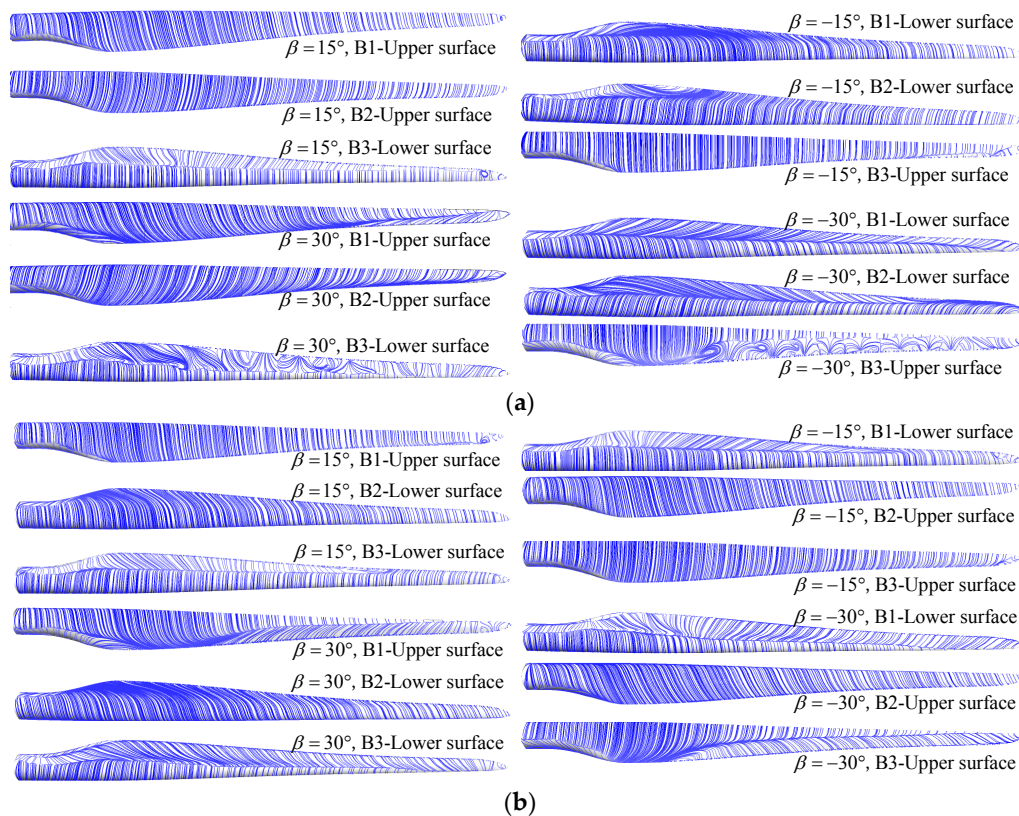 β = 15°, B1-Upper surface
β = 15°, B2-Upper surface
β = 15°, B3-Lower surface
β = 30°, B1-Upper surface
β = 30°, B2-Upper surface
β = 30°, B3-Lower surface
β = −15°, B1-Lower surface
β = −15°, B2-Lower surface
β = −15°, B3-Upper surface
β = −30°, B1-Lower surface
β = −30°, B2-Lower surface
β = −30°, B3-Upper surface
(a)
β = 15°, B1-Upper surface
β = 15°, B2-Lower surface
β = 15°, B3-Lower surface
β = 30°, B1-Upper surface
β = 30°, B2-Lower surface
β = 30°, B3-Lower surface
β = −15°, B1-Lower surface
β = −15°, B2-Upper surface
β = −15°, B3-Upper surface
β = −30°, B1-Lower surface
β = −30°, B2-Upper surface
β = −30°, B3-Upper surface
(b)